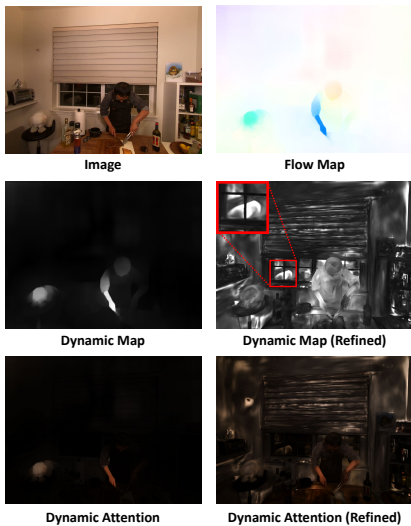 Image
Flow Map
Dynamic Map
Dynamic Map (Refined)
Dynamic Attention
Dynamic Attention (Refined)